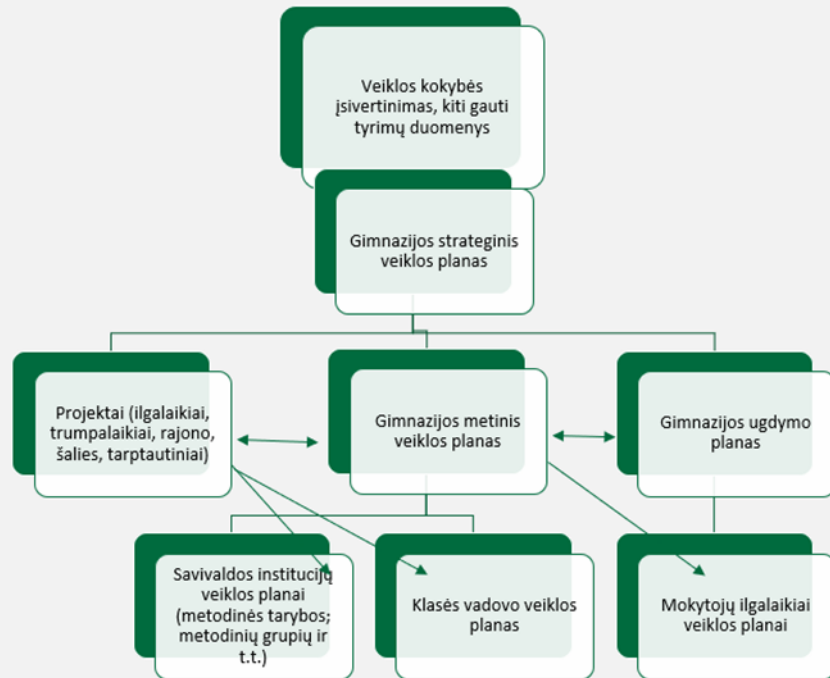 Veiklos kokybės
įsivertinimas, kiti gauti
tyrimų duomenys
Gimnazijos strateginis
veiklos planas
Projektai (ilgalaikiai,
trumpalaikiai, rajono,
šalies, tarptautiniai)
Gimnazijos metinis
veiklos planas
Gimnazijos ugdymo
planas
Savivaldos institucijų
veiklos planai
(metodinės tarybos;
metodinių grupių ir
t.t.)
Klasės vadovo veiklos
planas
Mokytojų ilgalaikiai
veiklos planai